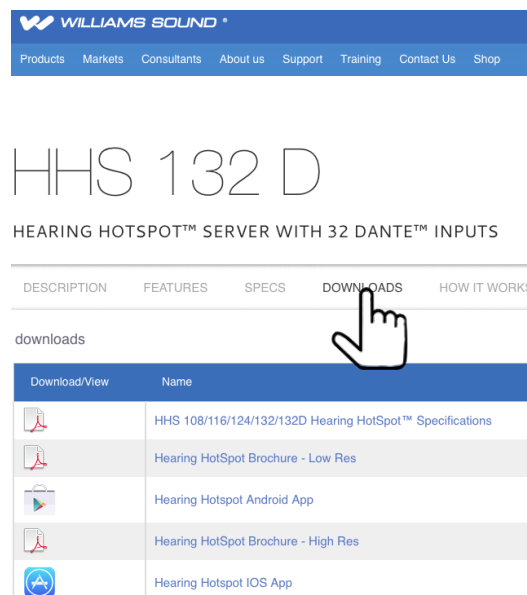 WILLIAMS SOUND ®
Products Markets Consultants About us Support Training Contact Us Shop
HHS 132 D
HEARING HOTSPOT™ SERVER WITH 32 DANTE™ INPUTS
DESCRIPTION FEATURES SPECS DOWNLOADS HOW IT WORKS
downloads
Download/View Name
HHS 108/116/124/132/132D Hearing HotSpot™ Specifications
Hearing HotSpot Brochure - Low Res
Hearing Hotspot Android App
Hearing HotSpot Brochure - High Res
Hearing Hotspot IOS App